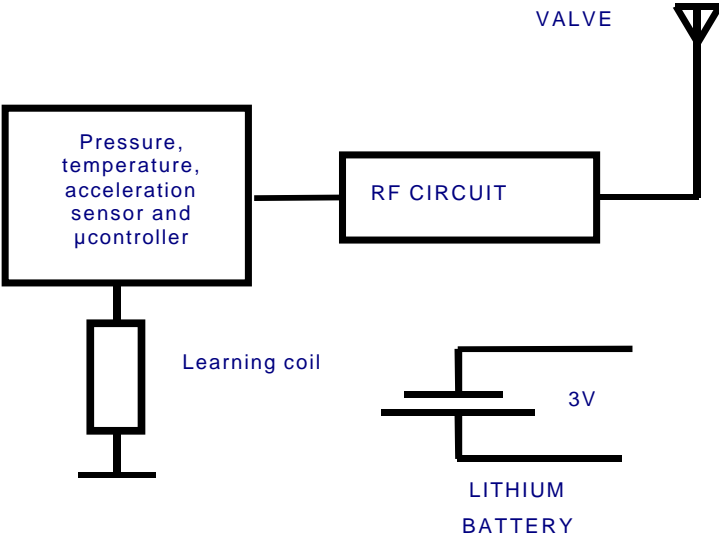 VALVE
Pressure,
temperature,
acceleration
sensor and
µcontroller
RF CIRCUIT
Learning coil
3V
LITHIUM
BATTERY